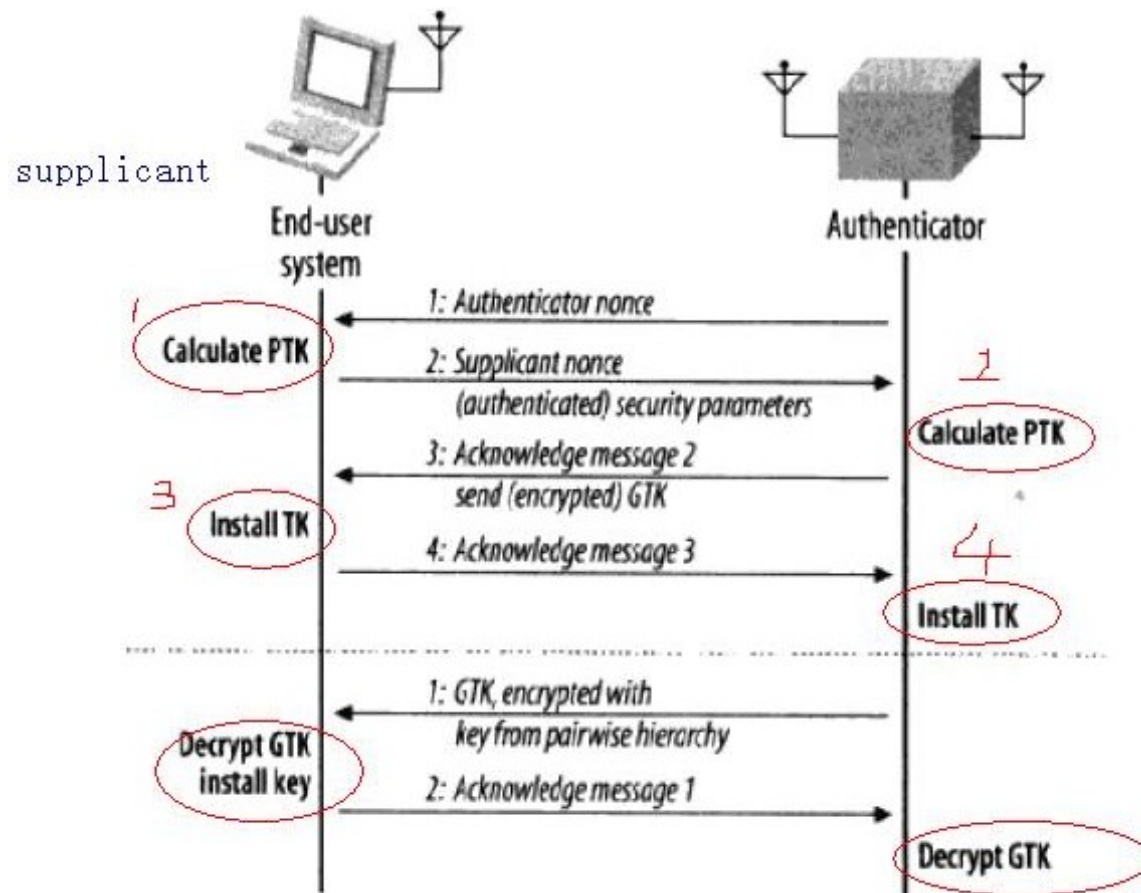 supplicant
End-user
system
Authenticator
1: Authenticator nonce
1
Calculate PTK
2: Supplicant nonce
(authenticated) security parameters
2
Calculate PTK
3: Acknowledge message 2
send (encrypted) GTK
3
Install TK
4: Acknowledge message 3
4
Install TK
1: GTK, encrypted with
key from pairwise hierarchy
Decrypt GTK
install key
2: Acknowledge message 1
Decrypt GTK